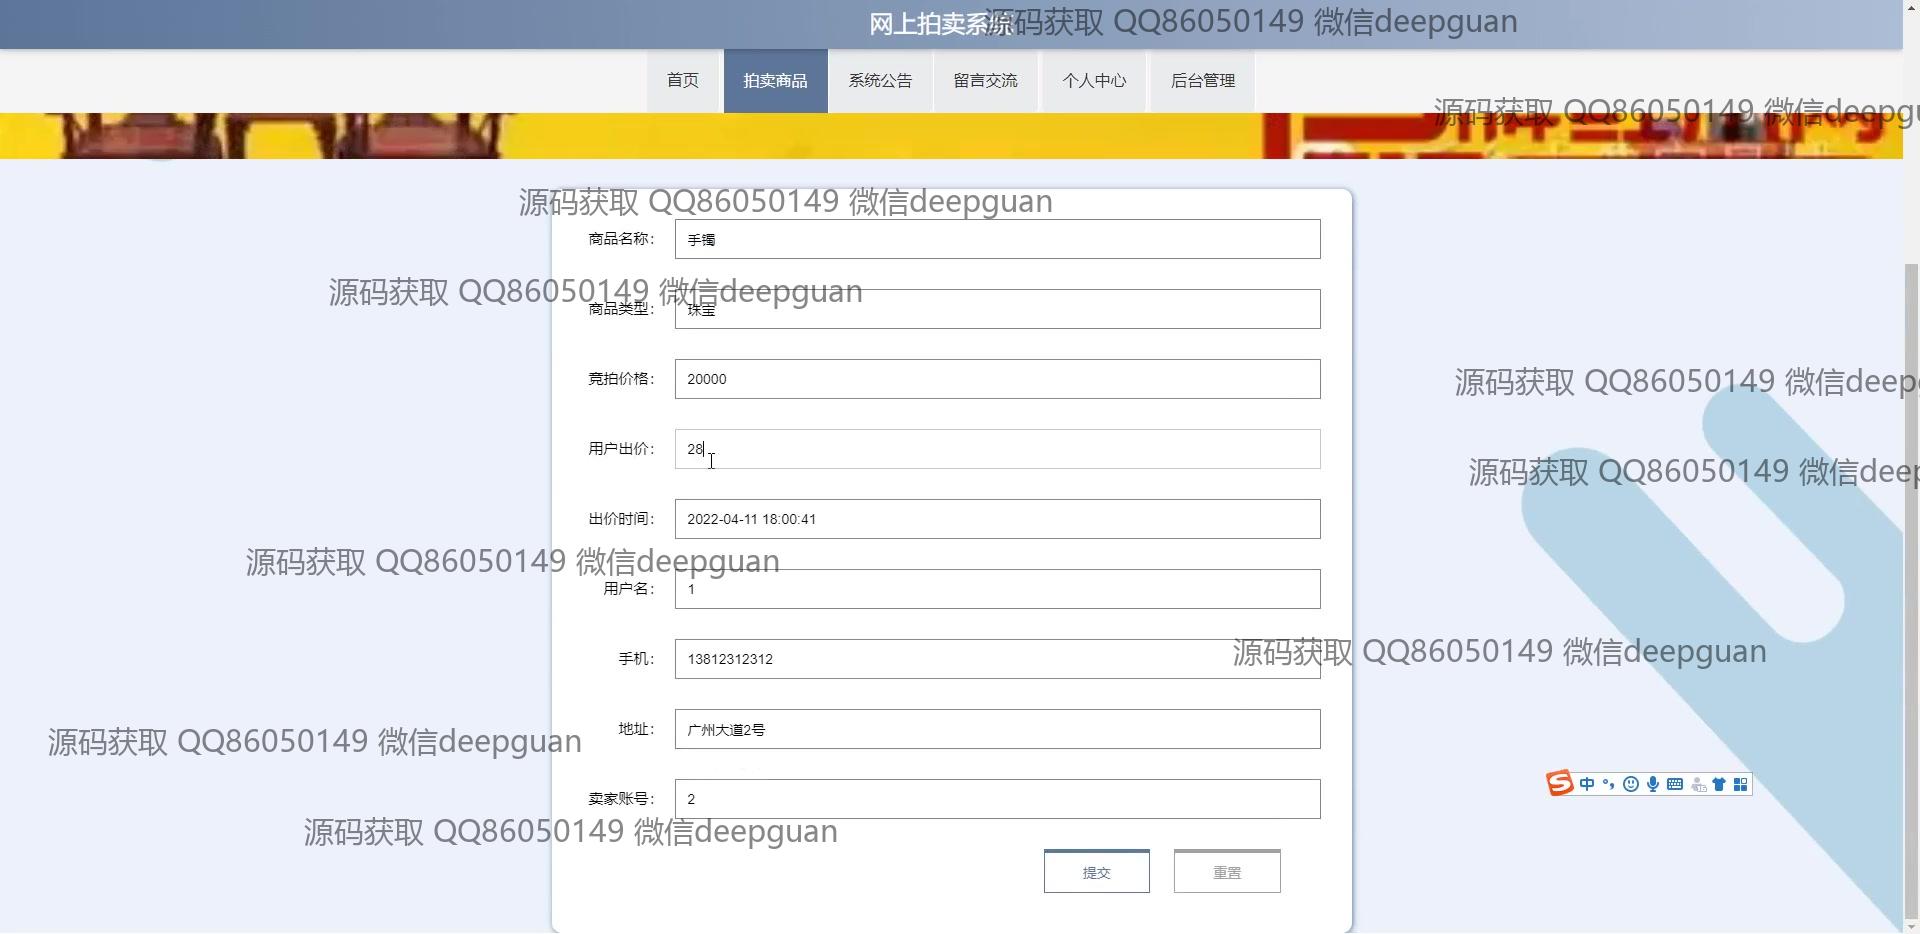 网上拍卖系统
源码获取 QQ86050149 微信deepguan
首页
拍卖商品
系统公告
留言交流
个人中心
后台管理
源码获取 QQ86050149 微信deepgu
源码获取 QQ86050149 微信deepguan
商品名称：
手镯
源码获取 QQ86050149 微信deepguan
商品类型：
珠宝
竞拍价格：
20000
源码获取 QQ86050149 微信deep
用户出价：
28
源码获取 QQ86050149 微信deep
出价时间：
2022-04-11 18:00:41
源码获取 QQ86050149 微信deepguan
用户名：
1
手机：
13812312312
源码获取 QQ86050149 微信deepguan
地址：
广州大道2号
源码获取 QQ86050149 微信deepguan
中
卖家账号：
2
源码获取 QQ86050149 微信deepguan
提交
重置